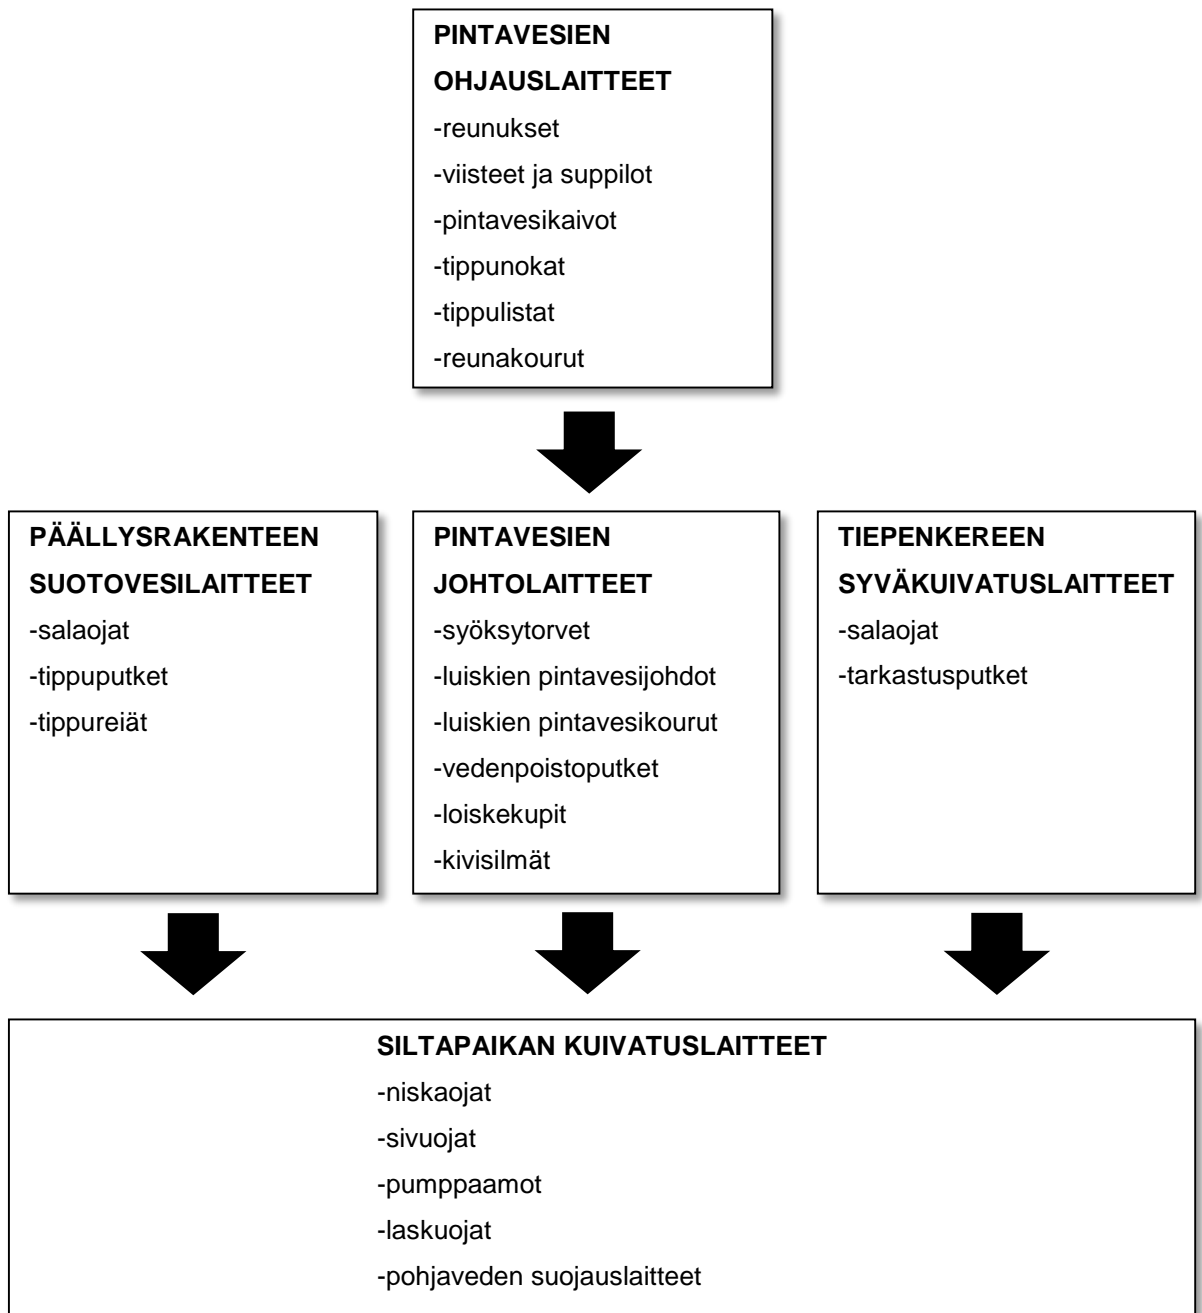 PINTAVESIEN
OHJAUSLAITTEET
-reunukset
-viisteet ja suppilot
-pintavesikaivot
-tippunokat
-tippulistat
-reunakourut
PÄÄLLYSRAKENTEEN
SUOTOVESILAITTEET
-salaojat
-tippuputket
-tippureiät
PINTAVESIEN
JOHTOLAITTEET
-syöksytorvet
-luiskien pintavesijohdot
-luiskien pintavesikourut
-vedenpoistoputket
-loiskekupit
-kivisilmät
TIEPENKEREEN
SYVÄKUIVATUSLAITTEET
-salaojat
-tarkastusputket
SILTAPAIKAN KUIVATUSLAITTEET
-niskaojat
-sivuojat
-pumppaamot
-laskuojat
-pohjaveden suojauslaitteet